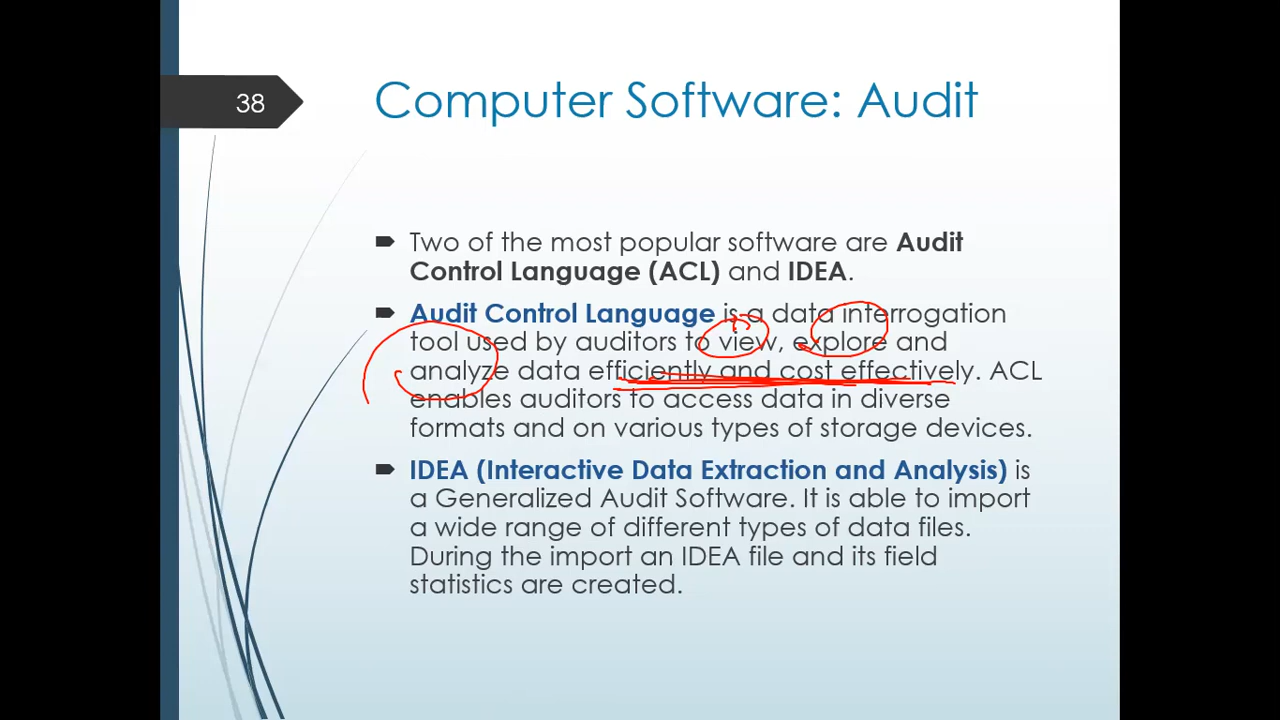 38
Computer Software: Audit
Two of the most popular software are Audit
Control Language (ACL) and IDEA.
Audit Control Language is a data interrogation
tool used by auditors to view, explore and
analyze data efficiently and cost effectively. ACL
enables auditors to access data in diverse
formats and on various types of storage devices.
IDEA (Interactive Data Extraction and Analysis) is
a Generalized Audit Software. It is able to import
a wide range of different types of data files.
During the import an IDEA file and its field
statistics are created.